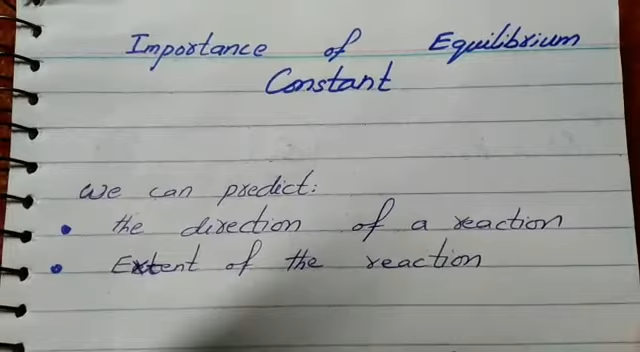 Importance of Equilibrium
Constant
we can predict:
• the direction of a reaction
• Extent of the reaction